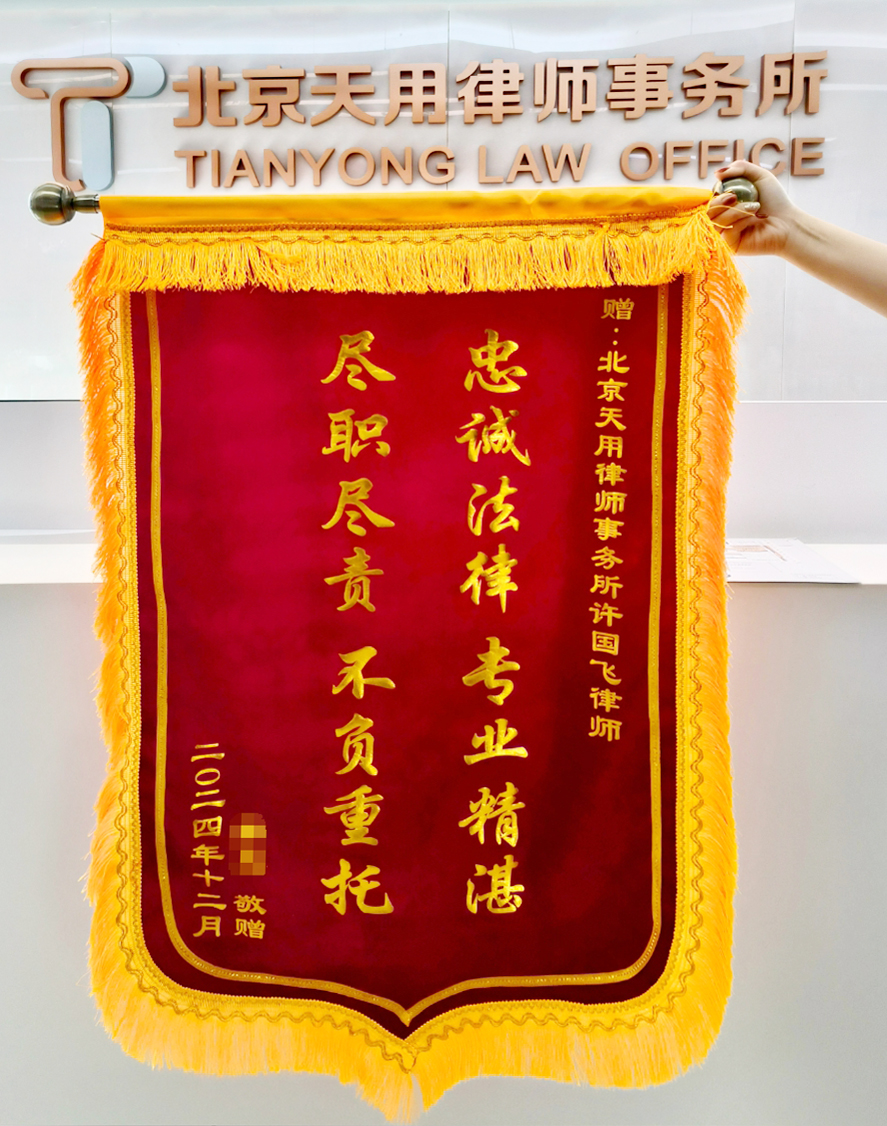 北京天用律师事务所
TIANYONG LAW OFFICE
赠：北京天用律师事务所许国飞律师
忠诚法律 专业精湛
尽职尽责 不负重托
敬赠
二〇二四年十二月